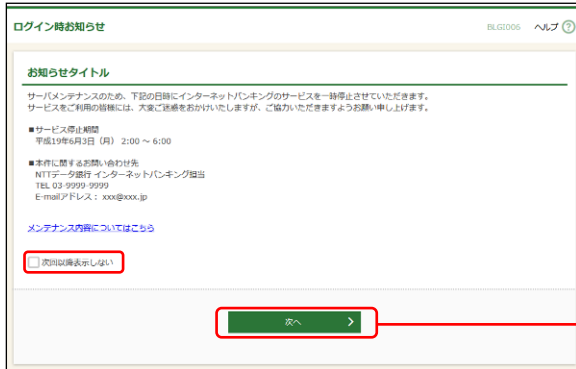 ログイン時お知らせ
BLGI006 ヘルプ ?
お知らせタイトル
サーバメンテナンスのため、下記の日時にインターネットバンキングのサービスを一時停止させていただきます。
サービスをご利用の皆様には、大変ご迷惑をおかけいたしますが、ご協力いただきますようお願い申し上げます。
■サービス停止期間
平成19年6月3日（月） 2:00 ～ 6:00
■本件に関するお問い合わせ先
NTTデータ銀行 インターネットバンキング担当
TEL 03-9999-9999
E-mailアドレス： xxx@xxx.jp
メンテナンス内容についてはこちら
次回以降表示しない
次へ